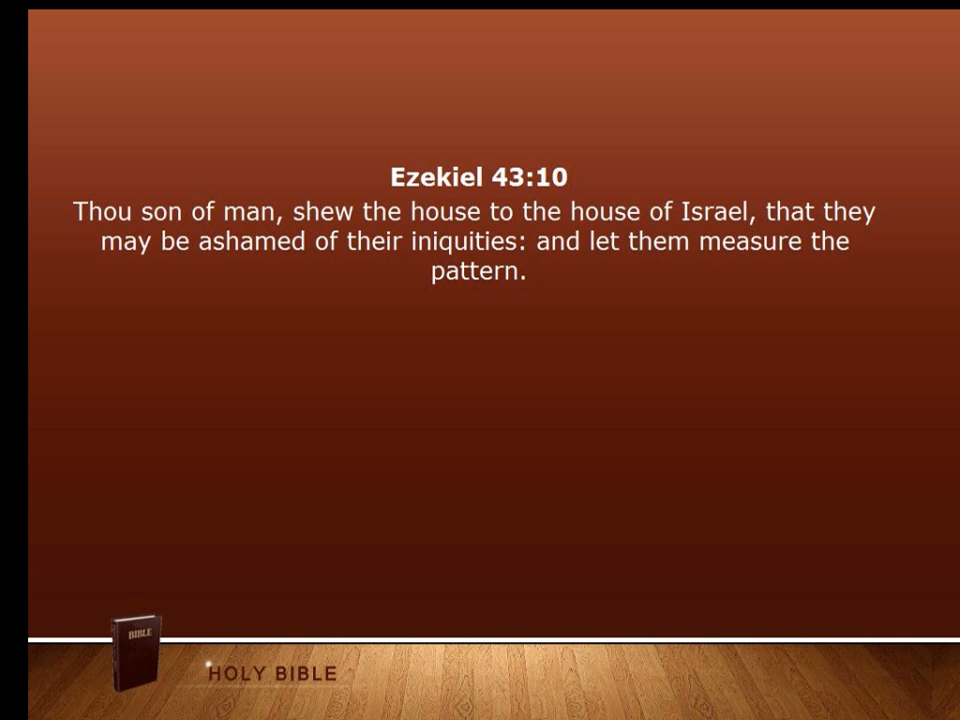 Ezekiel 43:10
Thou son of man, shew the house to the house of Israel, that they
may be ashamed of their iniquities: and let them measure the
pattern.
BIBLE
HOLY BIBLE